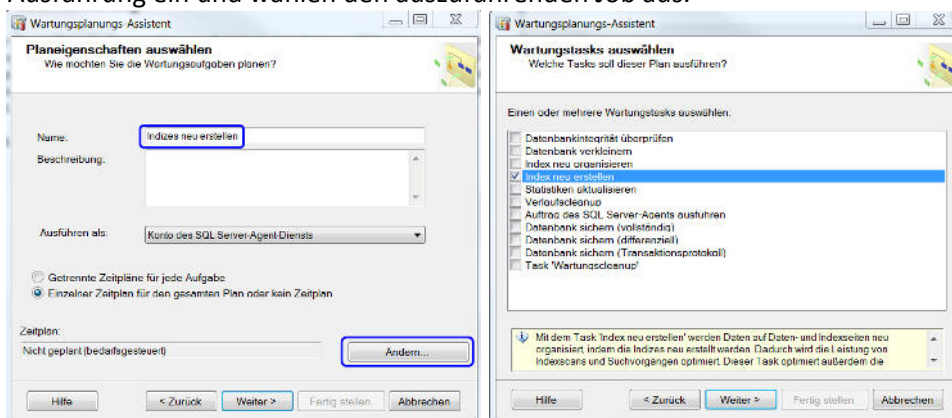 Ausführung ein und wählen den auszuführenden Job aus.
Wartungsplanungs-Assistent
Planeigenschaften auswählen
Wie möchten Sie die Wartungsaufgaben planen?
Name:
Indizes neu erstellen
Beschreibung:
Ausführen als:
Konto des SQL Server-Agent-Diensts
Getrennte Zeitpläne für jede Aufgabe
Einzelner Zeitplan für den gesamten Plan oder kein Zeitplan
Zeitplan:
Nicht geplant (bedarfsgesteuert)
Ändern...
Hilfe
< Zurück
Weiter >
Fertig stellen
Abbrechen
Wartungsplanungs-Assistent
Wartungstasks auswählen
Welche Tasks soll dieser Plan ausführen?
Einen oder mehrere Wartungstasks auswählen:
Datenbankintegrität überprüfen
Datenbank verkleinern
Index neu organisieren
Index neu erstellen
Statistiken aktualisieren
Verlaufscleanup
Auftrag des SQL Server-Agents ausführen
Datenbank sichern (vollständig)
Datenbank sichern (differenziell)
Datenbank sichern (Transaktionsprotokoll)
Task 'Wartungscleanup'
Mit dem Task 'Index neu erstellen' werden Daten auf Daten- und Indexseiten neu
organisiert, indem die Indizes neu erstellt werden. Dadurch wird die Leistung von
Indexscans und Suchvorgängen optimiert. Dieser Task optimiert außerdem die
Hilfe
< Zurück
Weiter >
Fertig stellen
Abbrechen